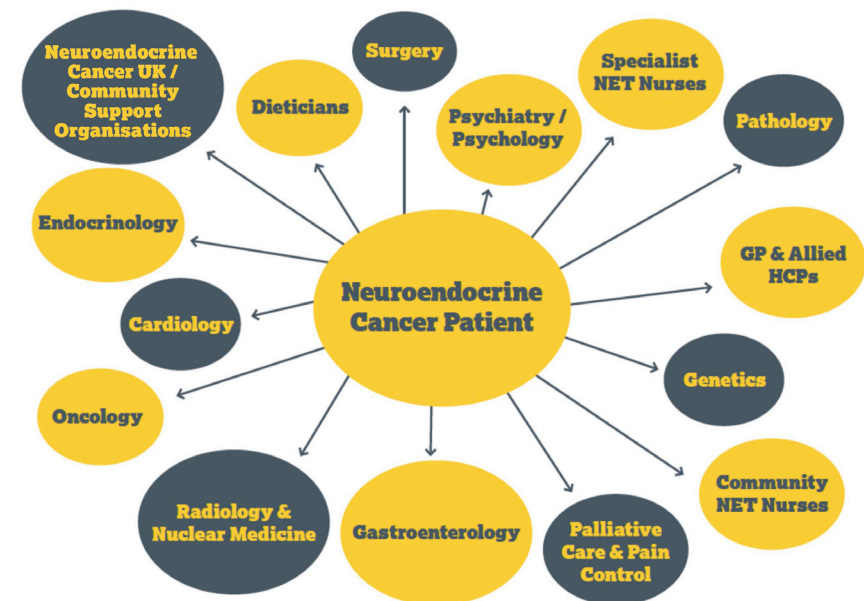 Neuroendocrine
Cancer UK /
Community
Support
Organisations
Dieticians
Surgery
Psychiatry /
Psychology
Specialist
NET Nurses
Pathology
Endocrinology
GP & Allied
HCPs
Neuroendocrine
Cancer Patient
Cardiology
Genetics
Oncology
Radiology &
Nuclear Medicine
Gastroenterology
Palliative
Care & Pain
Control
Community
NET Nurses